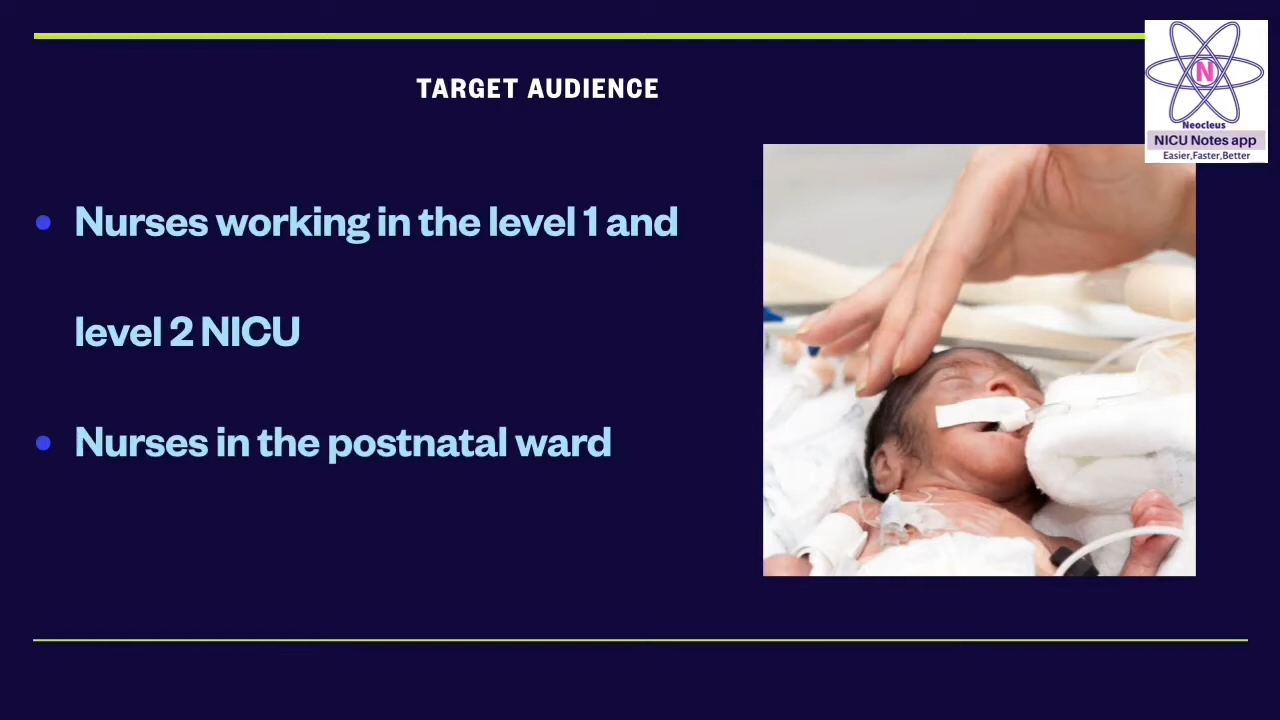 TARGET AUDIENCE
N
Neocleus
NICU Notes app
Easier,Faster,Better
Nurses working in the level 1 and
level 2 NICU
Nurses in the postnatal ward